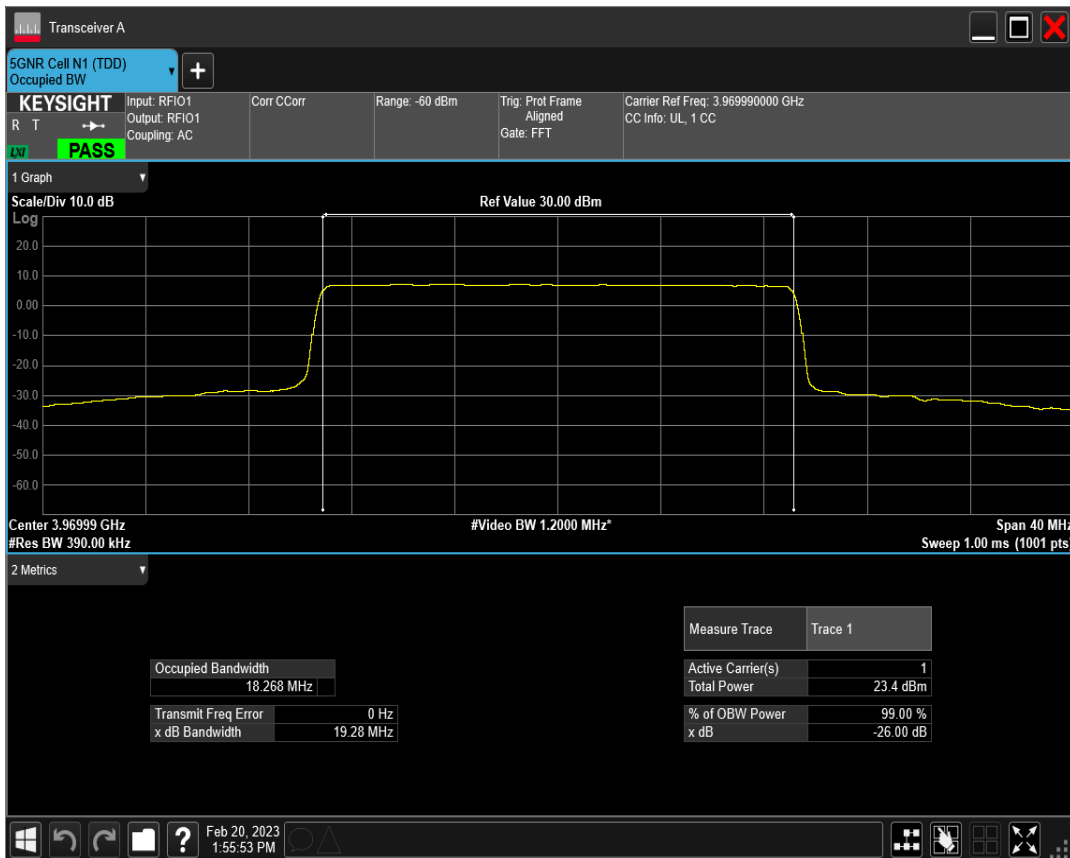 Transceiver A
5GNR Cell N1 (TDD)
Occupied BW
+
KEYSIGHT
R T
LXI
PASS
Input: RFIO1
Output: RFIO1
Coupling: AC
Corr CCorr
Range: -60 dBm
Trig: Prot Frame
Aligned
Gate: FFT
Carrier Ref Freq: 3.969990000 GHz
CC Info: UL, 1 CC
1 Graph
Scale/Div 10.0 dB
Ref Value 30.00 dBm
Log
20.0
10.0
0.00
-10.0
-20.0
-30.0
-40.0
-50.0
-60.0
Center 3.96999 GHz
#Video BW 1.2000 MHz*
Span 40 MHz
#Res BW 390.00 kHz
Sweep 1.00 ms (1001 pts)
2 Metrics
Measure Trace Trace 1
Occupied Bandwidth
18.268 MHz
Active Carrier(s) 1
Total Power 23.4 dBm
Transmit Freq Error 0 Hz
x dB Bandwidth 19.28 MHz
% of OBW Power 99.00 %
x dB -26.00 dB
?
Feb 20, 2023
1:55:53 PM